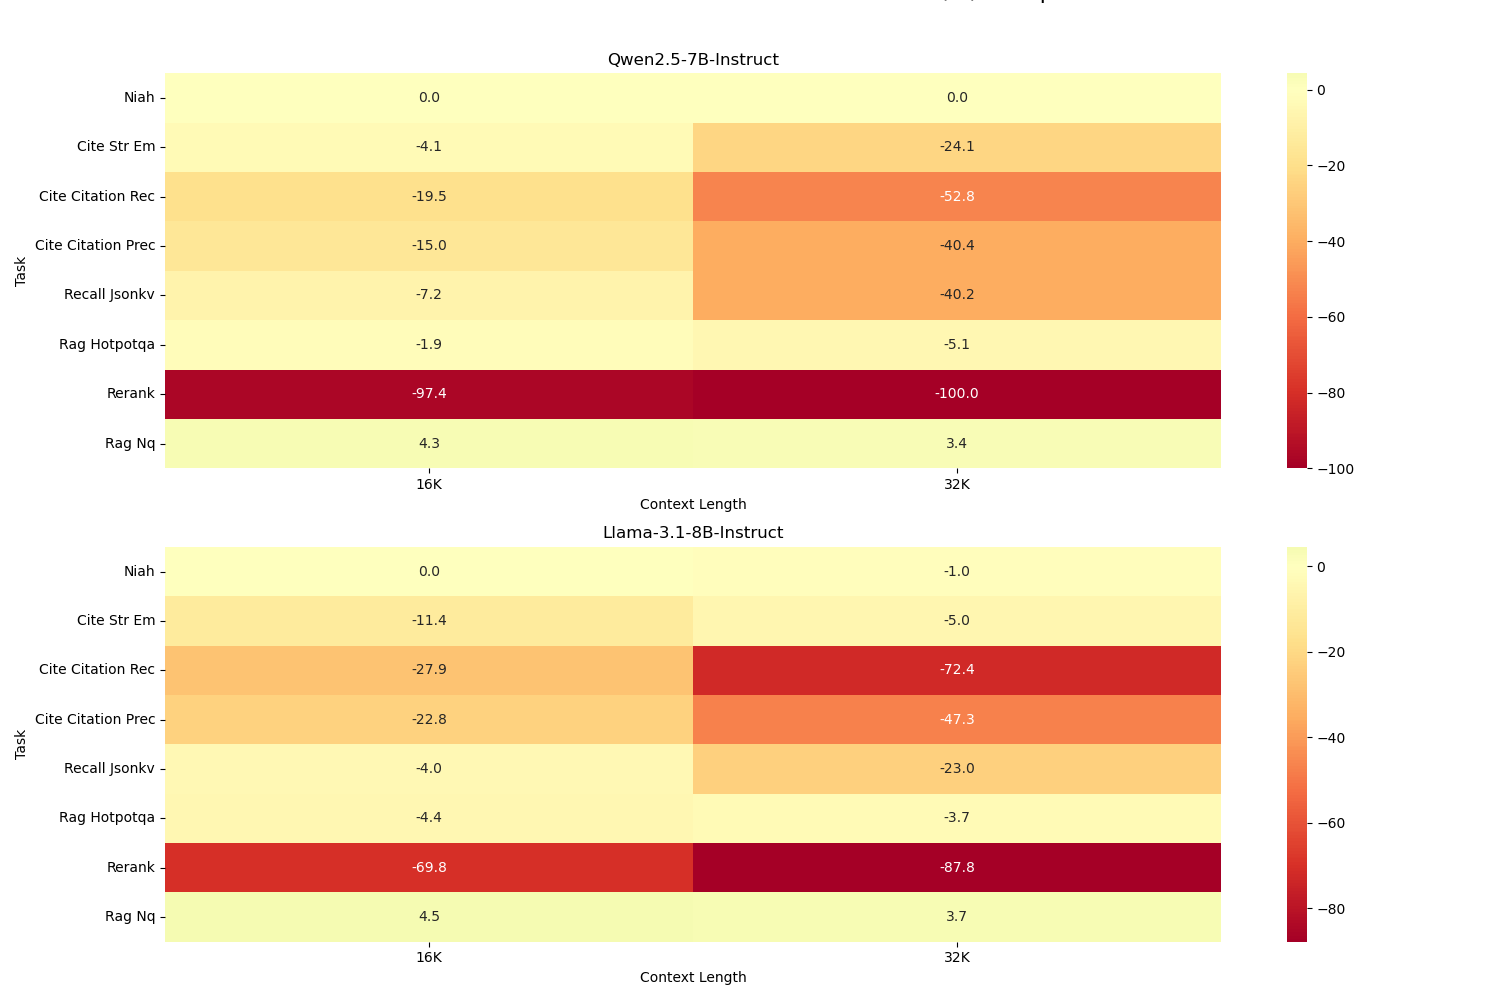 Qwen2.5-7B-Instruct
Niah 0.0 0.0
Cite Str Em -4.1 -24.1
Cite Citation Rec -19.5 -52.8
Cite Citation Prec -15.0 -40.4
Recall Jsonkv -7.2 -40.2
Rag Hotpotqa -1.9 -5.1
Rerank -97.4 -100.0
Rag Nq 4.3 3.4
16K 32K
Context Length
Task
0
−20
−40
−60
−80
−100
Llama-3.1-8B-Instruct
Niah 0.0 -1.0
Cite Str Em -11.4 -5.0
Cite Citation Rec -27.9 -72.4
Cite Citation Prec -22.8 -47.3
Recall Jsonkv -4.0 -23.0
Rag Hotpotqa -4.4 -3.7
Rerank -69.8 -87.8
Rag Nq 4.5 3.7
16K 32K
Context Length
Task
0
−20
−40
−60
−80